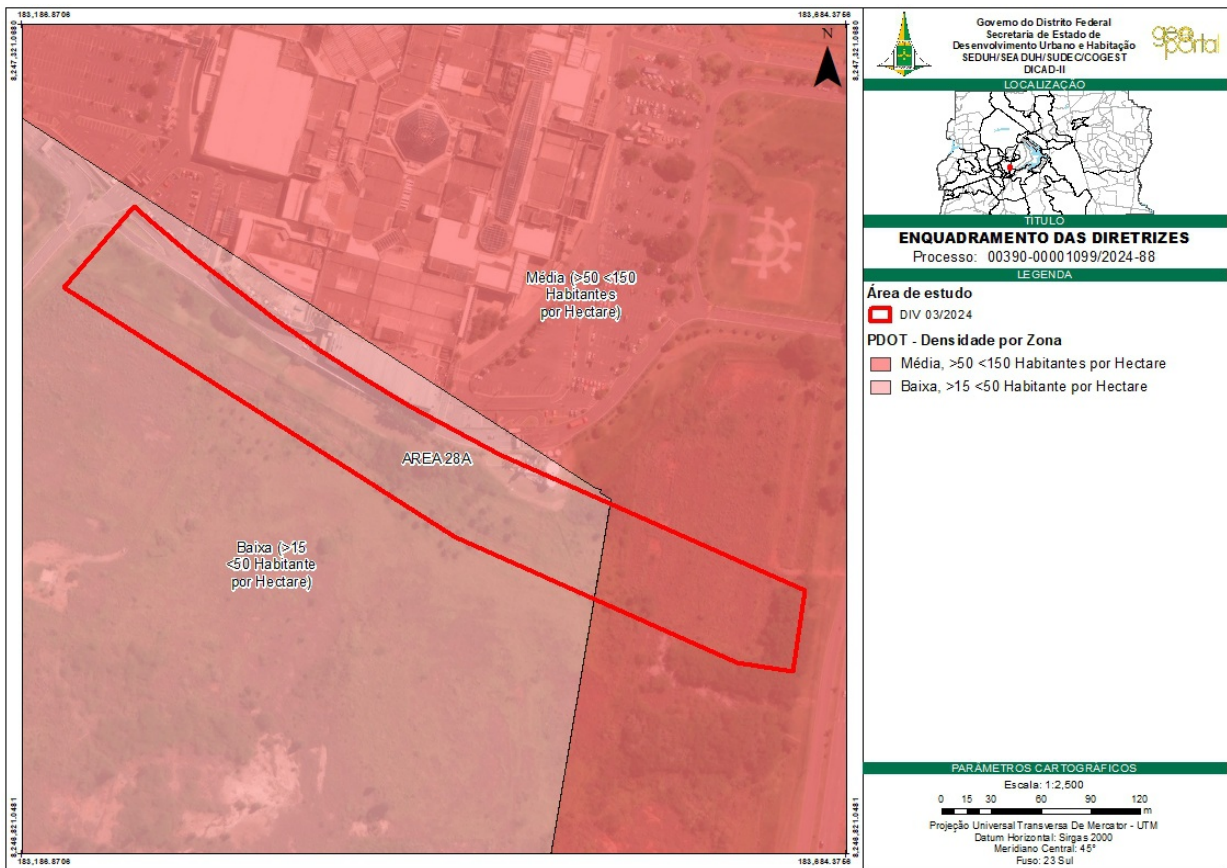 183,186.8706
183,684.3756
8,247,321.0680
8,247,321.0680
N
Média (>50 <150
Habitantes
por Hectare)
AREA 28A
Baixa (>15
<50 Habitante
por Hectare)
8,246,821.0481
8,246,821.0481
183,186.8706
183,684.3756
Governo do Distrito Federal
Secretaria de Estado de
Desenvolvimento Urbano e Habitação
SEDUH/SEADUH/SUDEC/COGEST
DICAD-II
geo
portal
LOCALIZAÇÃO
TÍTULO
ENQUADRAMENTO DAS DIRETRIZES
Processo: 00390-00001099/2024-88
LEGENDA
Área de estudo
DIV 03/2024
PDOT - Densidade por Zona
Média, >50 <150 Habitantes por Hectare
Baixa, >15 <50 Habitante por Hectare
PARÂMETROS CARTOGRÁFICOS
Escala: 1:2,500
0 15 30 60 90 120
m
Projeção Universal Transversa De Mercator - UTM
Datum Horizontal: Sirgas 2000
Meridiano Central: 45°
Fuso: 23 Sul